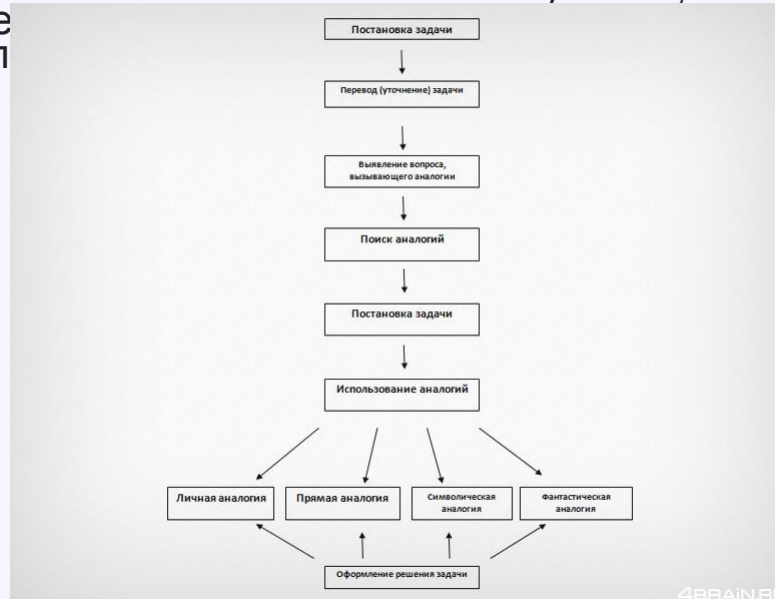 Постановка задачи
Перевод (уточнение) задачи
Выявление вопроса,
вызывающего аналогии
Поиск аналогий
Постановка задачи
Использование аналогий
Личная аналогия
Прямая аналогия
Символическая
аналогия
Фантастическая
аналогия
Оформление решения задачи